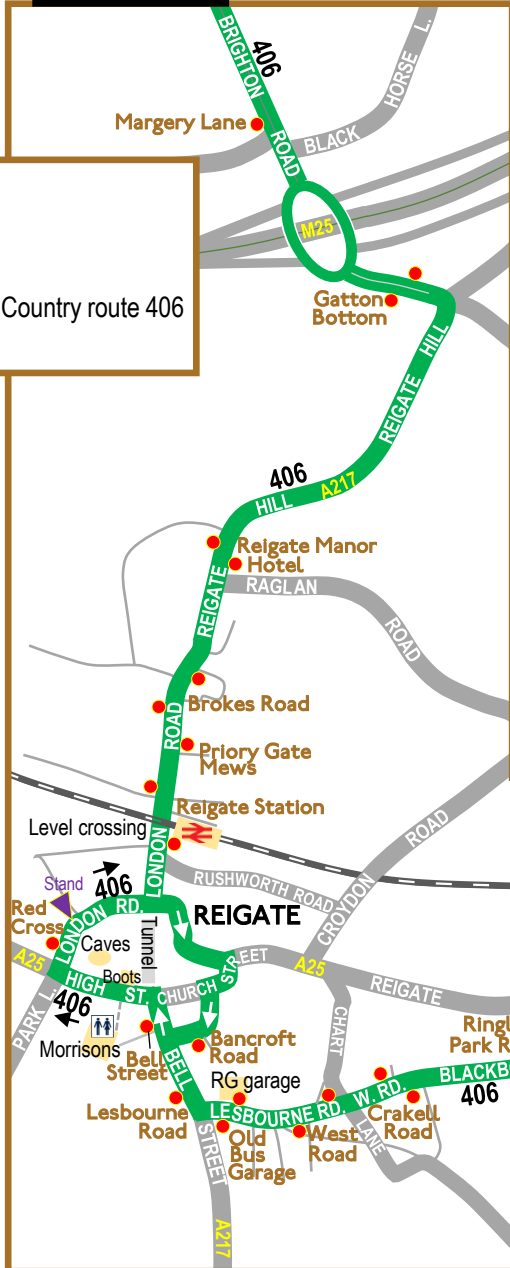 BRIGHTON
ROAD
406
HORSE L.
Margery Lane
BLACK
M25
Country route 406
Gatton
Bottom
REIGATE HILL
406
HILL
A217
Reigate Manor
Hotel
REIGATE
RAGLAN
ROAD
Brokes Road
ROAD
Priory Gate
Mews
Reigate Station
Level crossing
LONDON
ROAD
CROYDON
RUSHWORTH ROAD
Stand
406
LONDON RD.
REIGATE
Red
Cross
Caves
Tunnel
STREET
A25
A25
REIGATE
Boots
HIGH ST.
CHURCH
406
PARK L.
Morrisons
Bell
Street
BELL
Bancroft
Road
CHART
LANE
Ringl
Park R
RG garage
BLACKB
406
Lesbourne
Road
LESBOURNE RD.
W. RD.
Crakell
Road
Old
Bus
Garage
West
Road
STREET
A217